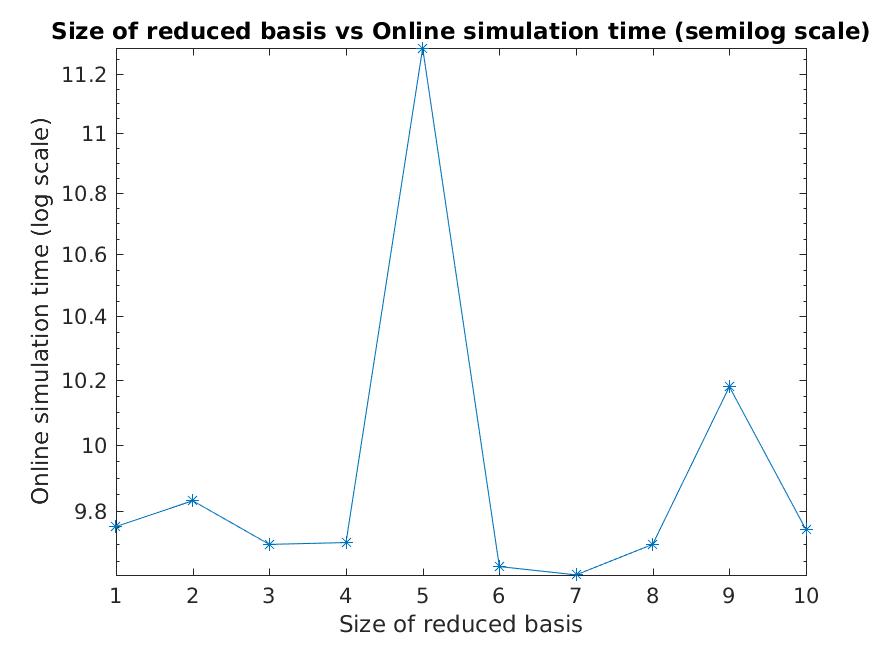 Size of reduced basis vs Online simulation time (semilog scale)
Online simulation time (log scale)
11.2
11
10.8
10.6
10.4
10.2
10
9.8
1 2 3 4 5 6 7 8 9 10
Size of reduced basis